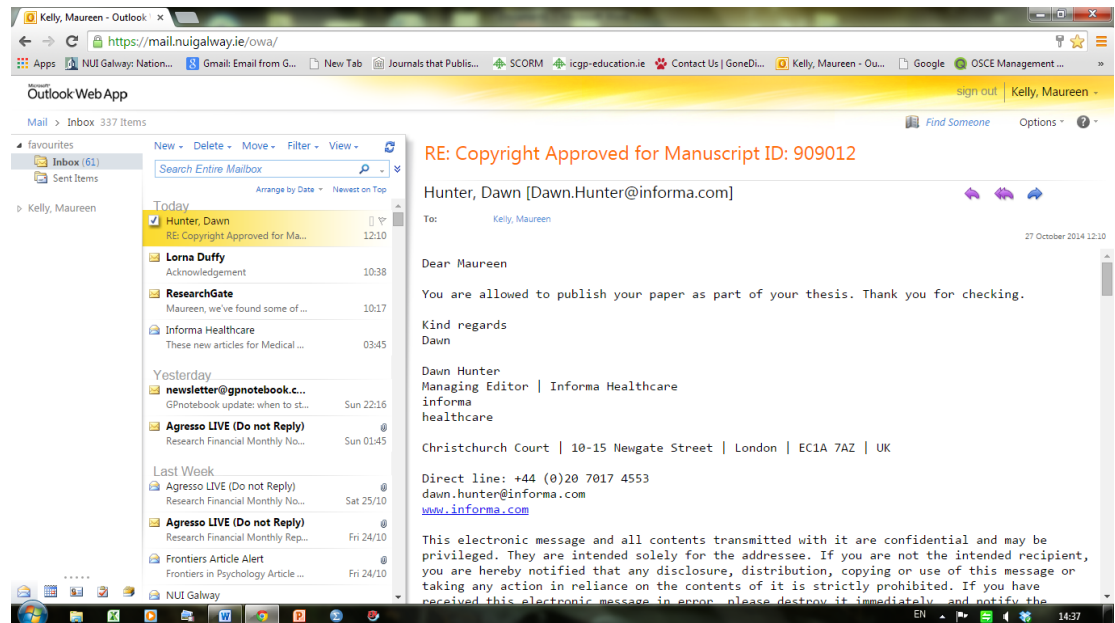 Kelly, Maureen - Outlook
https://mail.nuigalway.ie/owa/
Apps NUI Galway: Nation... Gmail: Email from G... New Tab Journals that Publis... SCORM icgp-education.ie Contact Us | GoneDi... Kelly, Maureen - Ou... Google OSCE Management ... »
Microsoft
Outlook Web App
sign out Kelly, Maureen
Mail > Inbox 337 Items
Find Someone Options
favourites
Inbox (61)
Sent Items
Kelly, Maureen
New Delete Move Filter View
Search Entire Mailbox
Arrange by Date Newest on Top
Today
Hunter, Dawn
RE: Copyright Approved for Ma... 12:10
Lorna Duffy
Acknowledgement 10:38
ResearchGate
Maureen, we've found some of ... 10:17
Informa Healthcare
These new articles for Medical ... 03:45
Yesterday
newsletter@gpnotebook.c...
GPnotebook update: when to st... Sun 22:16
Agresso LIVE (Do not Reply)
Research Financial Monthly No... Sun 01:45
Last Week
Agresso LIVE (Do not Reply)
Research Financial Monthly No... Sat 25/10
Agresso LIVE (Do not Reply)
Research Financial Monthly Rep... Fri 24/10
Frontiers Article Alert
Frontiers in Psychology Article ... Fri 24/10
NUI Galway
RE: Copyright Approved for Manuscript ID: 909012
Hunter, Dawn [Dawn.Hunter@informa.com]
To: Kelly, Maureen
27 October 2014 12:10
Dear Maureen
You are allowed to publish your paper as part of your thesis. Thank you for checking.
Kind regards
Dawn
Dawn Hunter
Managing Editor | Informa Healthcare
informa
healthcare
Christchurch Court | 10-15 Newgate Street | London | EC1A 7AZ | UK
Direct line: +44 (0)20 7017 4553
dawn.hunter@informa.com
www.informa.com
This electronic message and all contents transmitted with it are confidential and may be
privileged. They are intended solely for the addressee. If you are not the intended recipient,
you are hereby notified that any disclosure, distribution, copying or use of this message or
taking any action in reliance on the contents of it is strictly prohibited. If you have
received this electronic message in error, please destroy it immediately, and notify the
EN 14:37